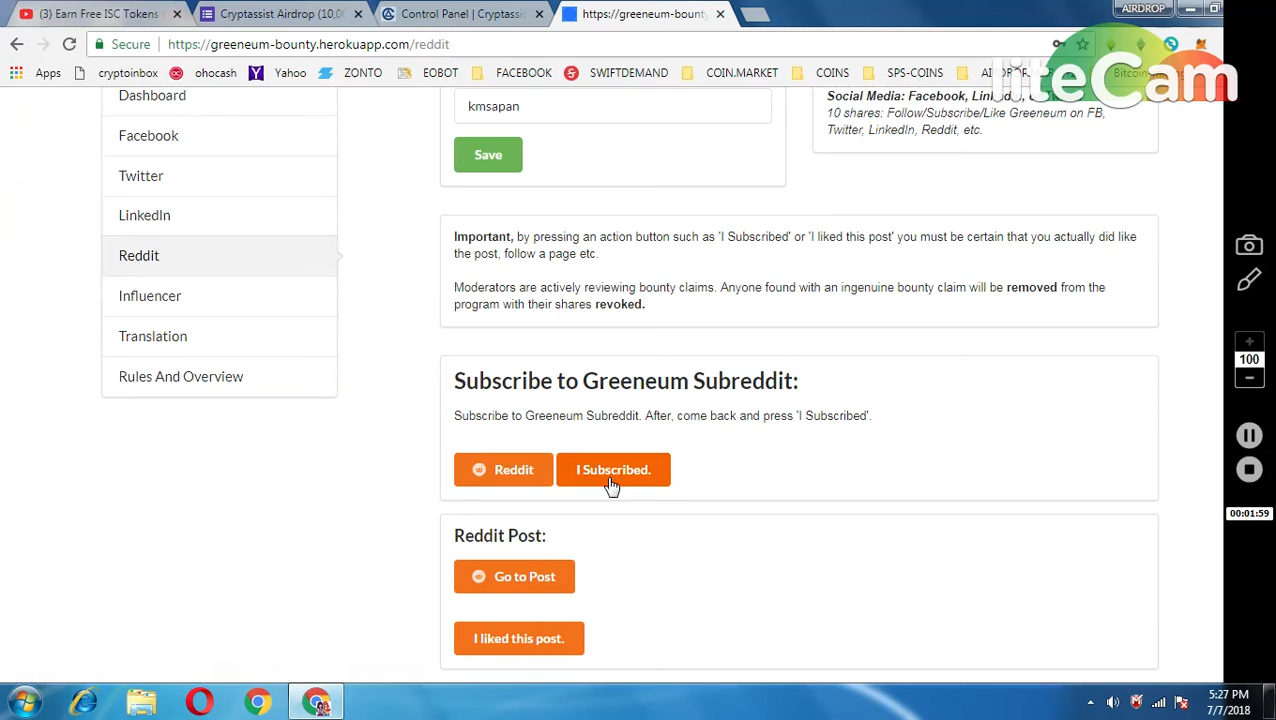 (3) Earn Free ISC Tokens
Cryptassist Airdrop (10,0
Control Panel | Cryptassi
https://greeneum-bounty
AIRDROP
Secure
https://greeneum-bounty.herokuapp.com/reddit
Apps
cryptoinbox
ohocash
Yahoo
ZONTO
EOBOT
FACEBOOK
SWIFTDEMAND
COIN.MARKET
COINS
SPS-COINS
liteCam
Dashboard
Facebook
Twitter
LinkedIn
Reddit
Influencer
Translation
Rules And Overview
kmsapan
Save
10 shares: Follow/Subscribe/Like Greeneum on FB,
Twitter, LinkedIn, Reddit, etc.
Important, by pressing an action button such as 'I Subscribed' or 'I liked this post' you must be certain that you actually did like
the post, follow a page etc.
Moderators are actively reviewing bounty claims. Anyone found with an ingenuine bounty claim will be removed from the
program with their shares revoked.
Subscribe to Greeneum Subreddit:
Subscribe to Greeneum Subreddit. After, come back and press 'I Subscribed'.
Reddit
I Subscribed.
Reddit Post:
Go to Post
I liked this post.
100
00:01:59
5:27 PM
7/7/2018